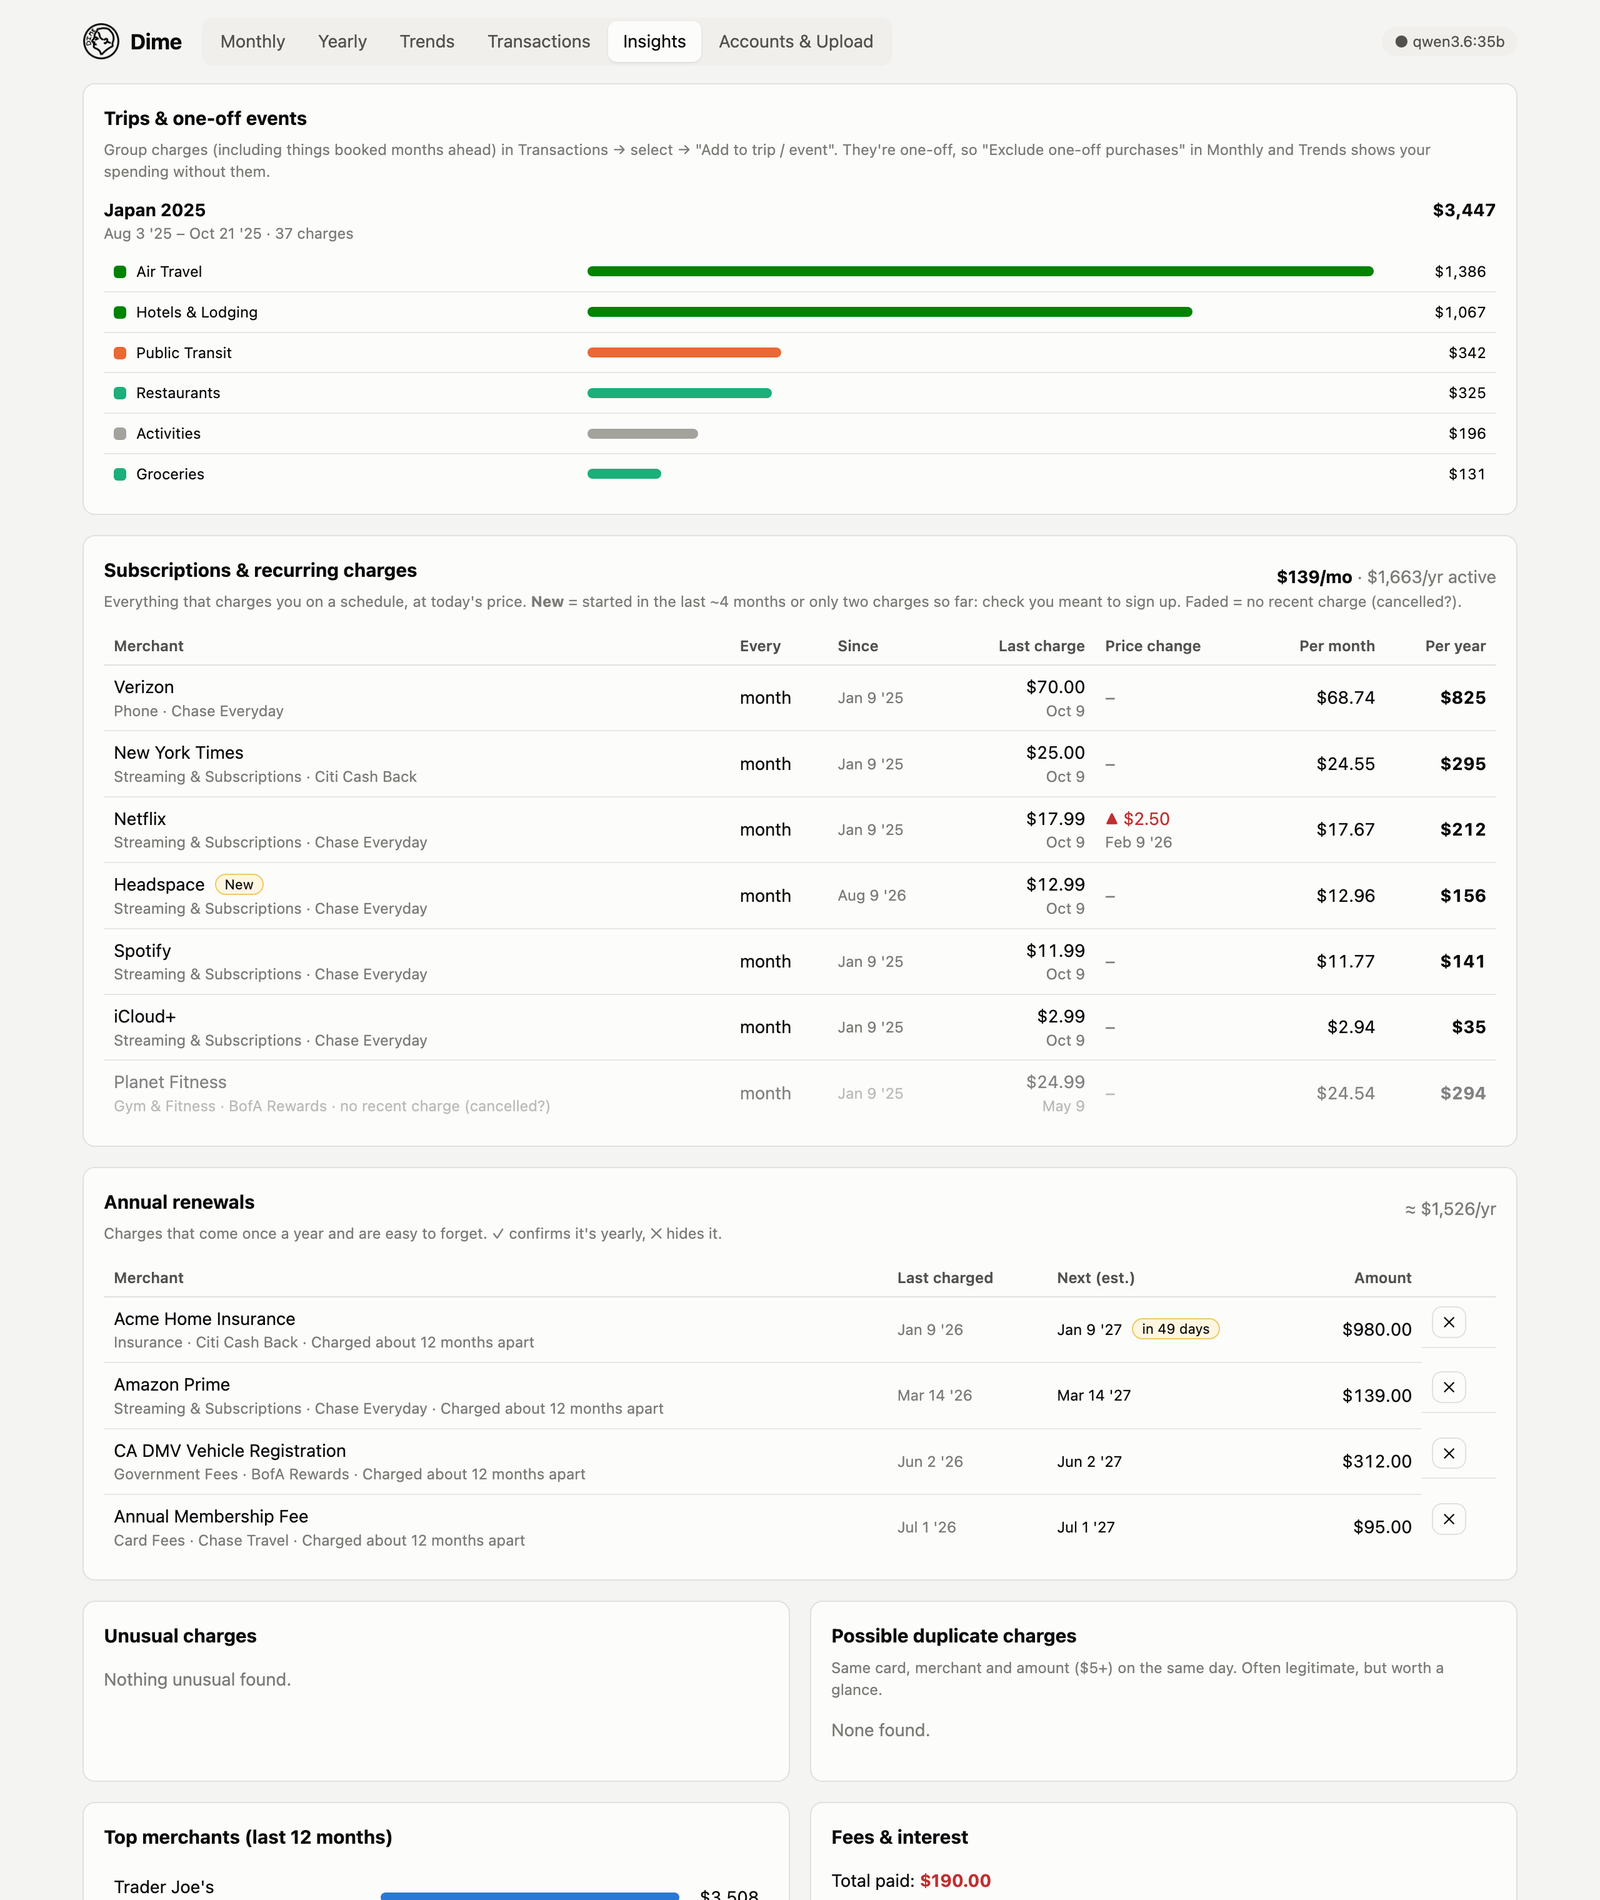 Dime
Monthly
Yearly
Trends
Transactions
Insights
Accounts & Upload
qwen3.6:35b
Trips & one-off events
Group charges (including things booked months ahead) in Transactions → select → "Add to trip / event". They're one-off, so "Exclude one-off purchases" in Monthly and Trends shows your
spending without them.
Japan 2025 $3,447
Aug 3 '25 – Oct 21 '25 · 37 charges
Air Travel $1,386
Hotels & Lodging $1,067
Public Transit $342
Restaurants $325
Activities $196
Groceries $131
Subscriptions & recurring charges
$139/mo · $1,663/yr active
Everything that charges you on a schedule, at today's price. New = started in the last ~4 months or only two charges so far: check you meant to sign up. Faded = no recent charge (cancelled?).
Merchant Every Since Last charge Price change Per month Per year
Verizon
Phone · Chase Everyday
month Jan 9 '25 $70.00 Oct 9 – $68.74 $825
New York Times
Streaming & Subscriptions · Citi Cash Back
month Jan 9 '25 $25.00 Oct 9 – $24.55 $295
Netflix
Streaming & Subscriptions · Chase Everyday
month Jan 9 '25 $17.99 Oct 9 ▲ $2.50 Feb 9 '26 $17.67 $212
Headspace New
Streaming & Subscriptions · Chase Everyday
month Aug 9 '26 $12.99 Oct 9 – $12.96 $156
Spotify
Streaming & Subscriptions · Chase Everyday
month Jan 9 '25 $11.99 Oct 9 – $11.77 $141
iCloud+
Streaming & Subscriptions · Chase Everyday
month Jan 9 '25 $2.99 Oct 9 – $2.94 $35
Planet Fitness
Gym & Fitness · BofA Rewards · no recent charge (cancelled?)
month Jan 9 '25 $24.99 May 9 – $24.54 $294
Annual renewals
≈ $1,526/yr
Charges that come once a year and are easy to forget. ✓ confirms it's yearly, ✕ hides it.
Merchant Last charged Next (est.) Amount
Acme Home Insurance
Insurance · Citi Cash Back · Charged about 12 months apart
Jan 9 '26 Jan 9 '27 in 49 days $980.00 ✕
Amazon Prime
Streaming & Subscriptions · Chase Everyday · Charged about 12 months apart
Mar 14 '26 Mar 14 '27 $139.00 ✕
CA DMV Vehicle Registration
Government Fees · BofA Rewards · Charged about 12 months apart
Jun 2 '26 Jun 2 '27 $312.00 ✕
Annual Membership Fee
Card Fees · Chase Travel · Charged about 12 months apart
Jul 1 '26 Jul 1 '27 $95.00 ✕
Unusual charges
Nothing unusual found.
Possible duplicate charges
Same card, merchant and amount ($5+) on the same day. Often legitimate, but worth a
glance.
None found.
Top merchants (last 12 months)
Trader Joe's $3,508
Fees & interest
Total paid: $190.00